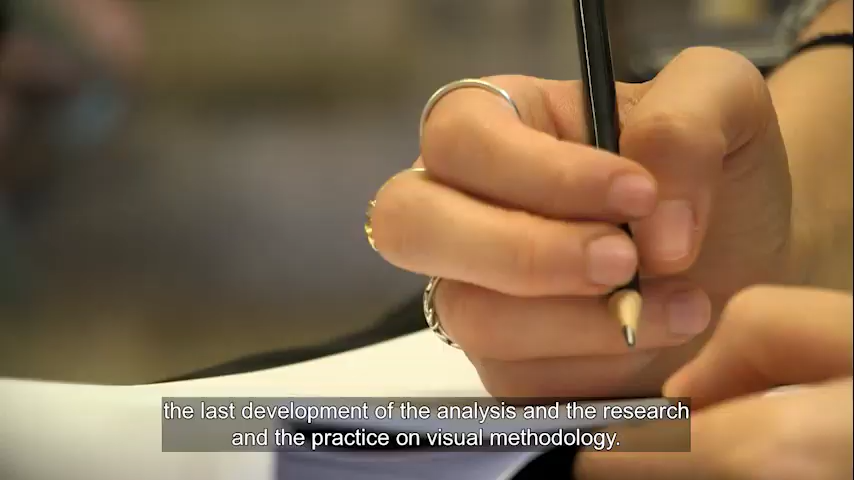 the last development of the analysis and the research
and the practice on visual methodology.